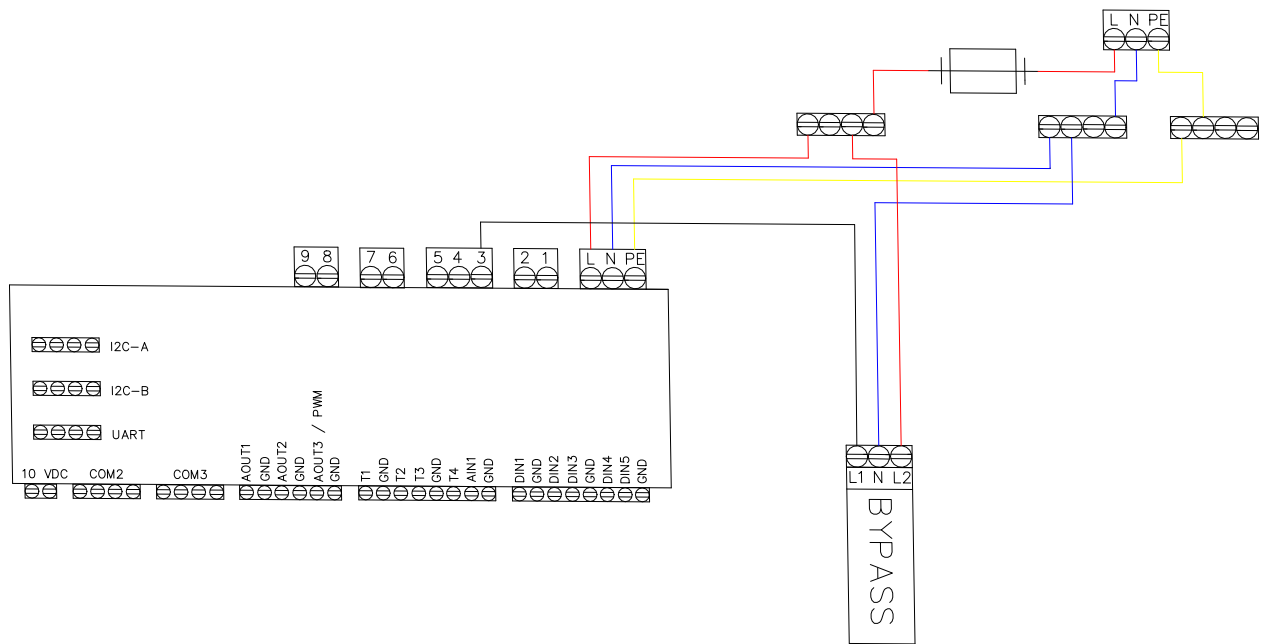 L N PE
9 8 7 6 5 4 3 2 1 L N PE
I2C-A
I2C-B
UART
10 VDC COM2 COM3
AOUT1
GND
AOUT2
GND
AOUT3 / PWM
GND
T1
GND
T2
T3
GND
T4
AIN1
GND
DIN1
GND
DIN2
DIN3
GND
DIN4
DIN5
GND
L1 N L2
BYPASS